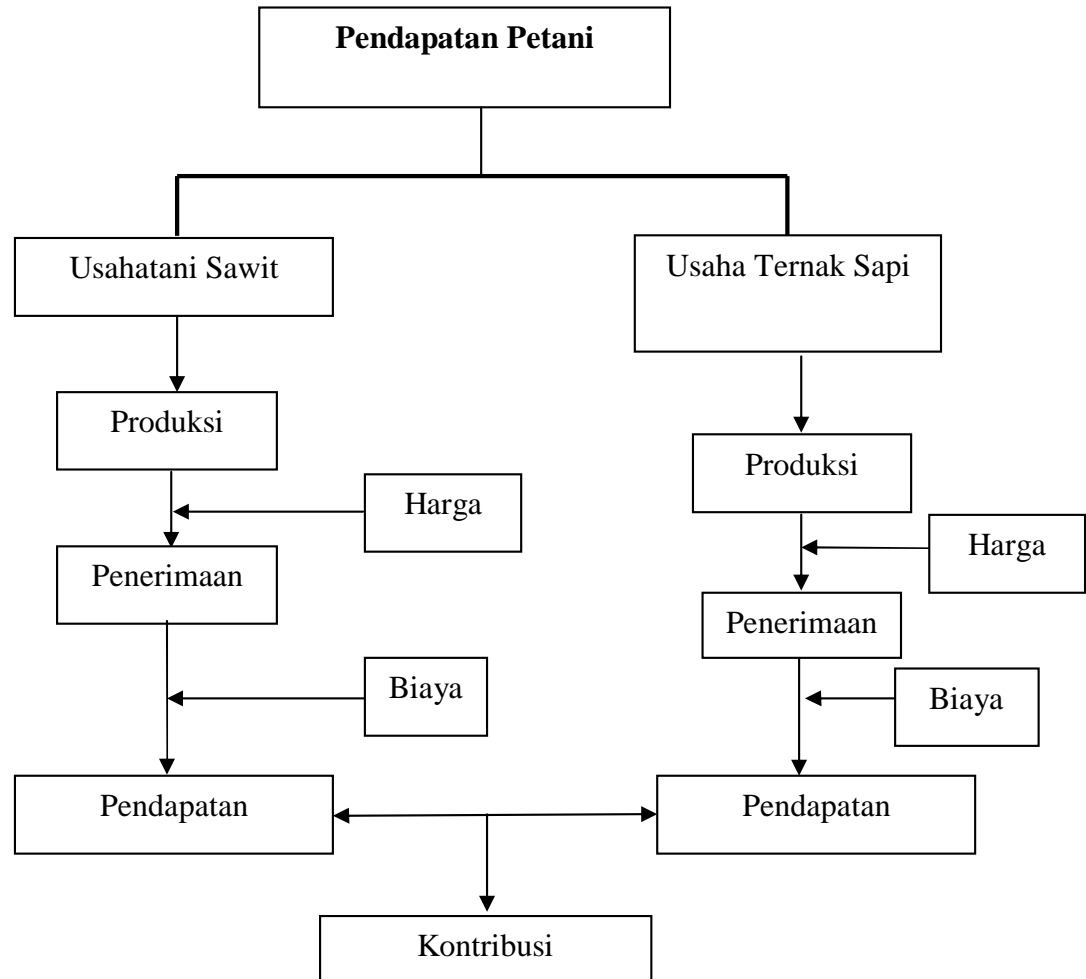 Pendapatan Petani
Usahatani Sawit
Usaha Ternak Sapi
Produksi
Produksi
Harga
Harga
Penerimaan
Penerimaan
Biaya
Biaya
Pendapatan
Pendapatan
Kontribusi